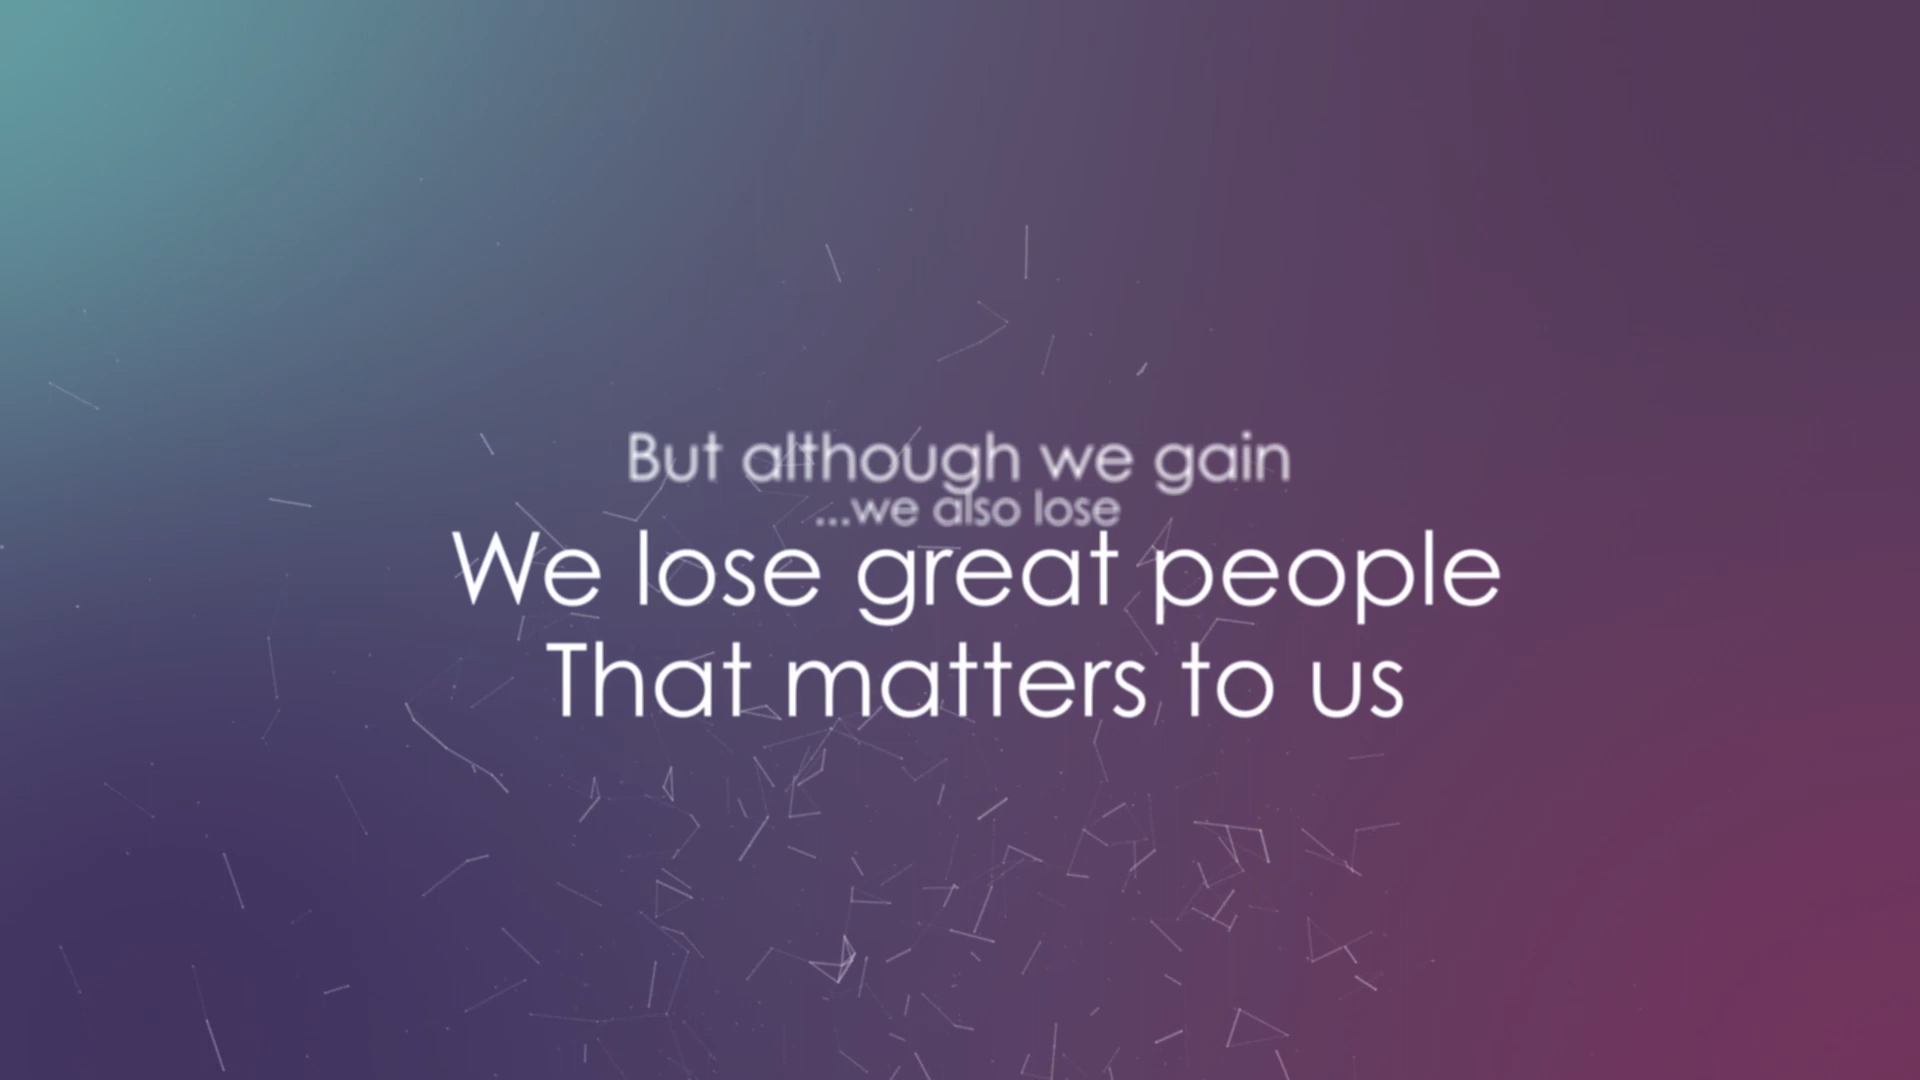 But although we gain
...we also lose
We lose great people
That matters to us